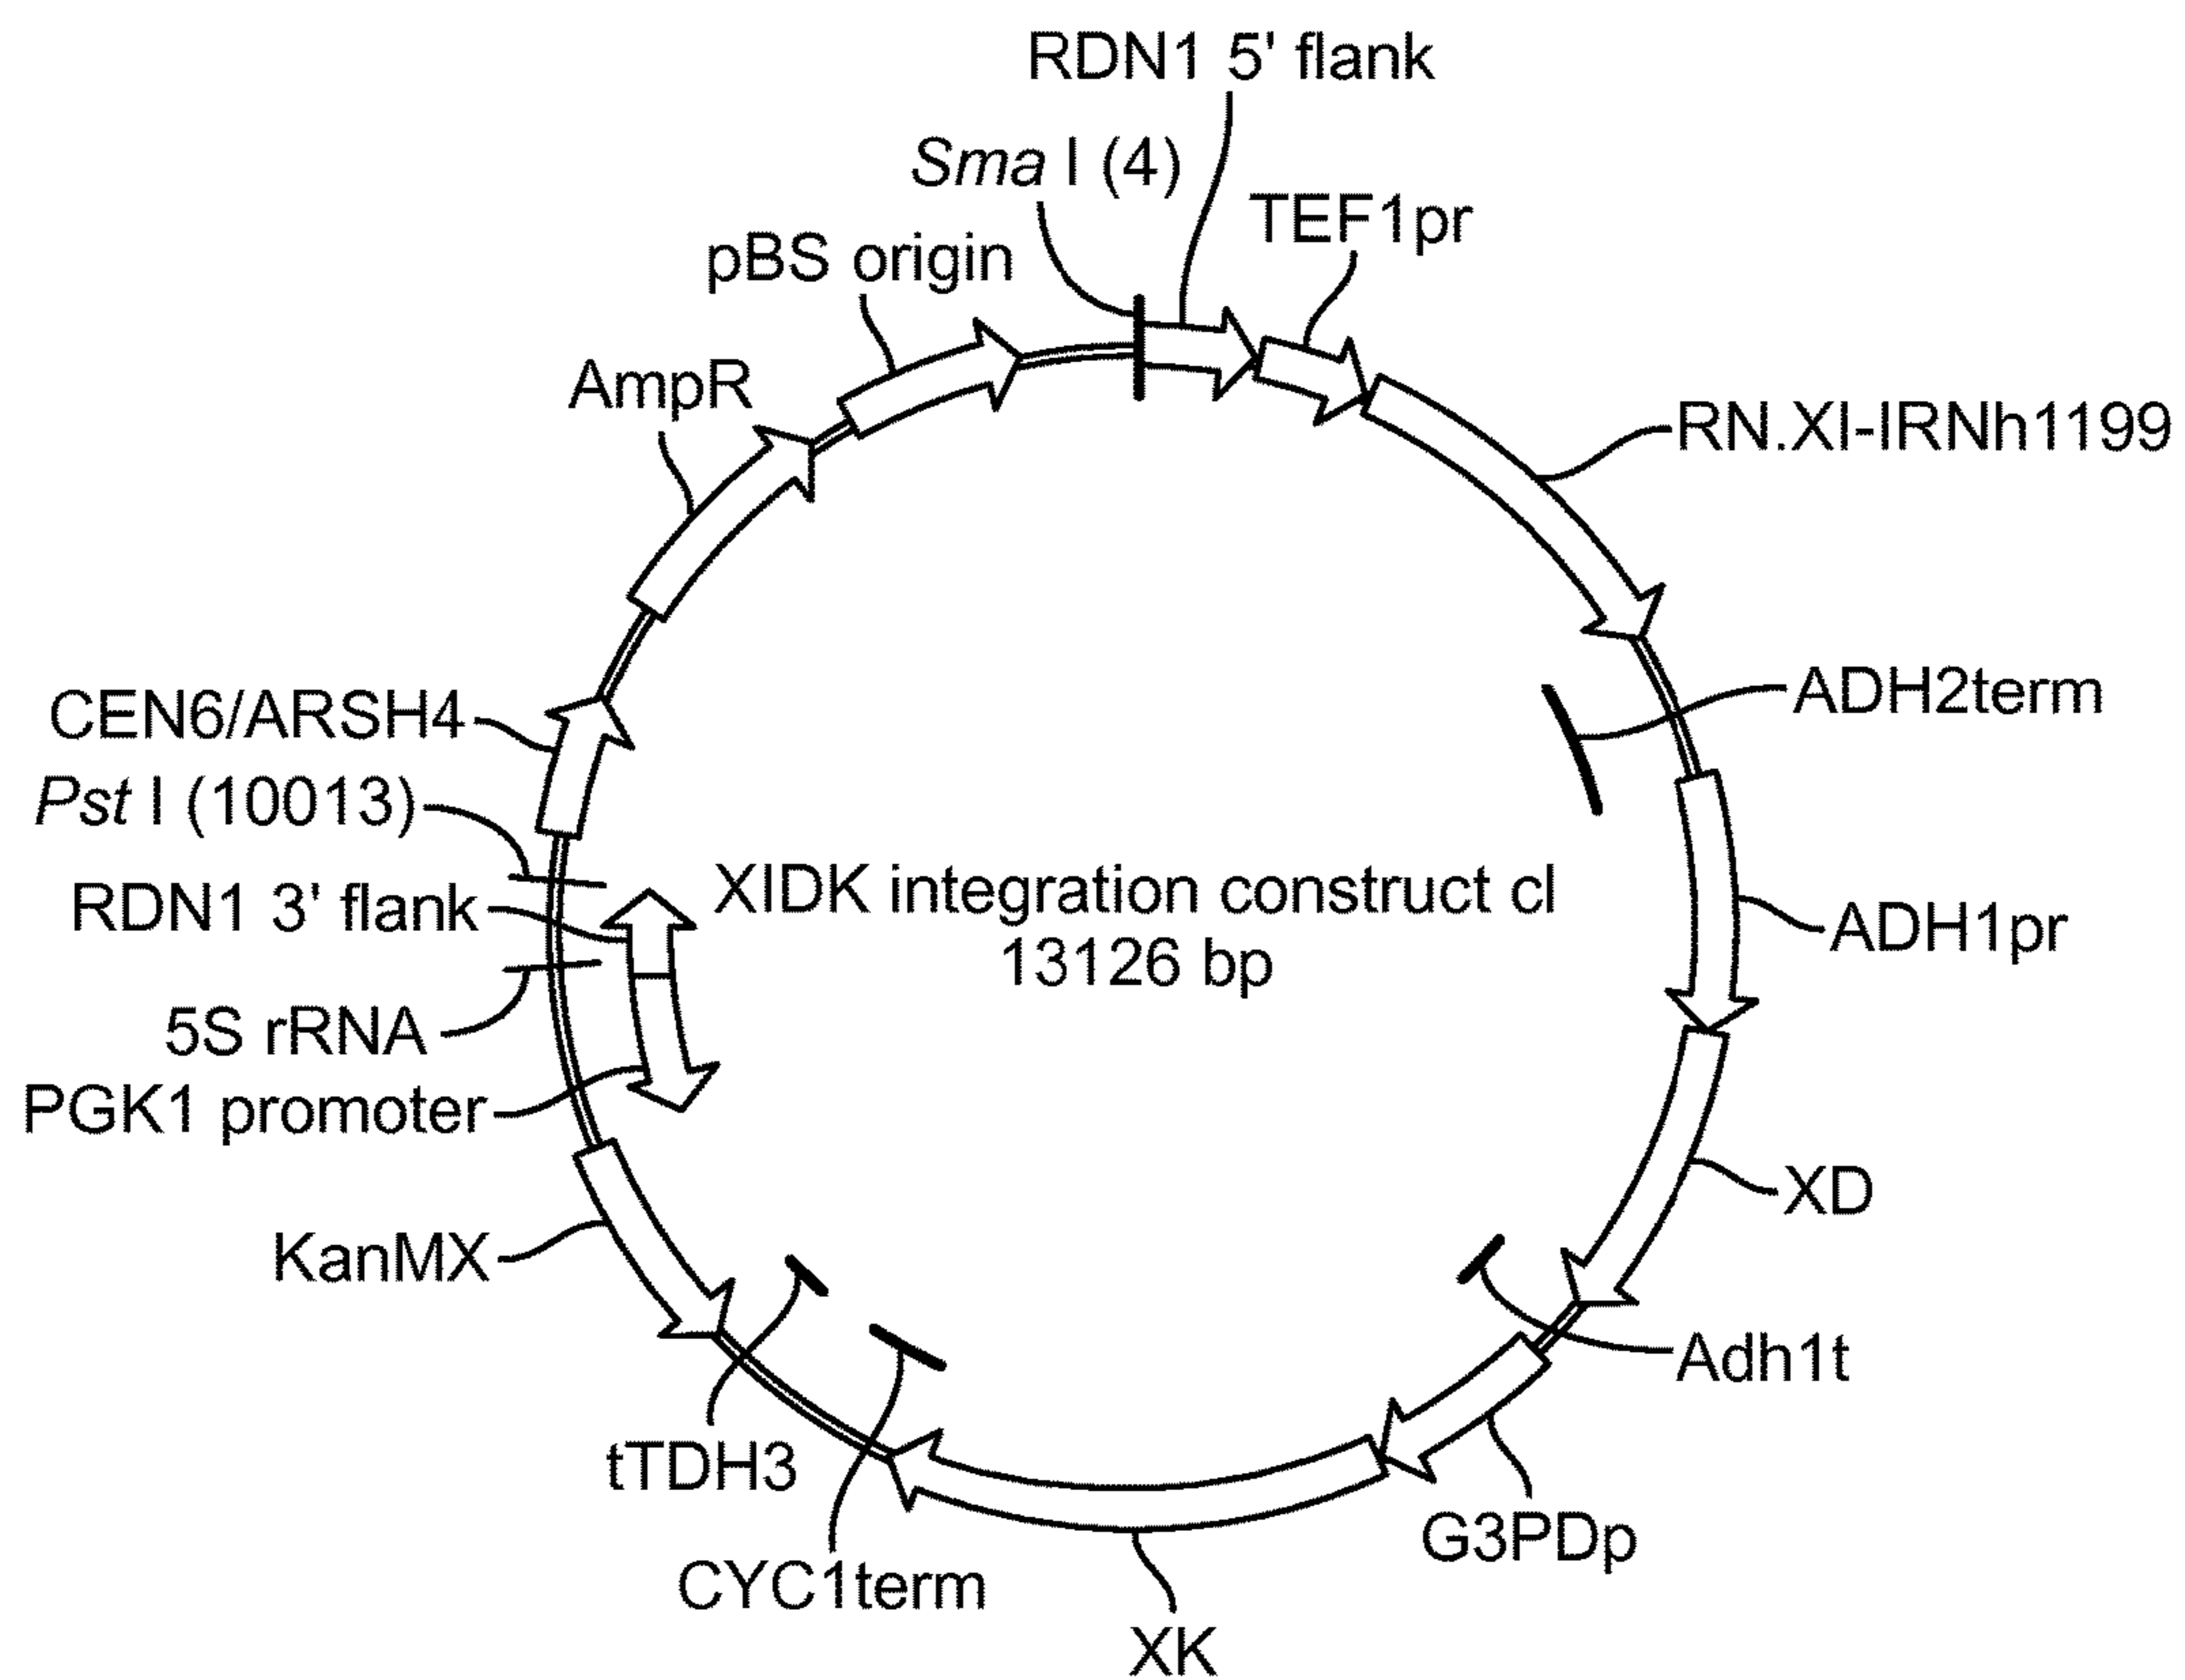 RDN1 5' flank
Sma I (4)
TEF1pr
pBS origin
AmpR
RN.XI-IRNh1199
CEN6/ARSH4
ADH2term
Pst I (10013)
RDN1 3' flank
XIDK integration construct cl
13126 bp
ADH1pr
5S rRNA
PGK1 promoter
XD
KanMX
Adh1t
tTDH3
G3PDp
CYC1term
XK